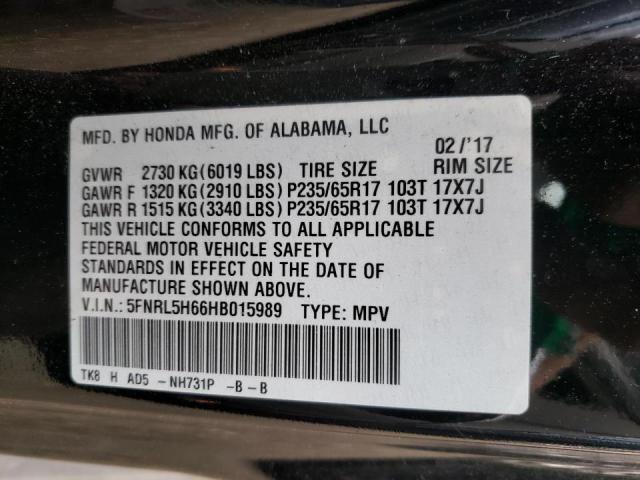 MFD. BY HONDA MFG. OF ALABAMA, LLC 02/'17
GVWR 2730 KG(6019 LBS) TIRE SIZE RIM SIZE
GAWR F 1320 KG(2910 LBS) P235/65R17 103T 17X7J
GAWR R 1515 KG(3340 LBS) P235/65R17 103T 17X7J
THIS VEHICLE CONFORMS TO ALL APPLICABLE
FEDERAL MOTOR VEHICLE SAFETY
STANDARDS IN EFFECT ON THE DATE OF
MANUFACTURE SHOWN ABOVE.
V.I.N.: 5FNRL5H66HB015989 TYPE: MPV
TK8 H AD5 -NH731P -B-B